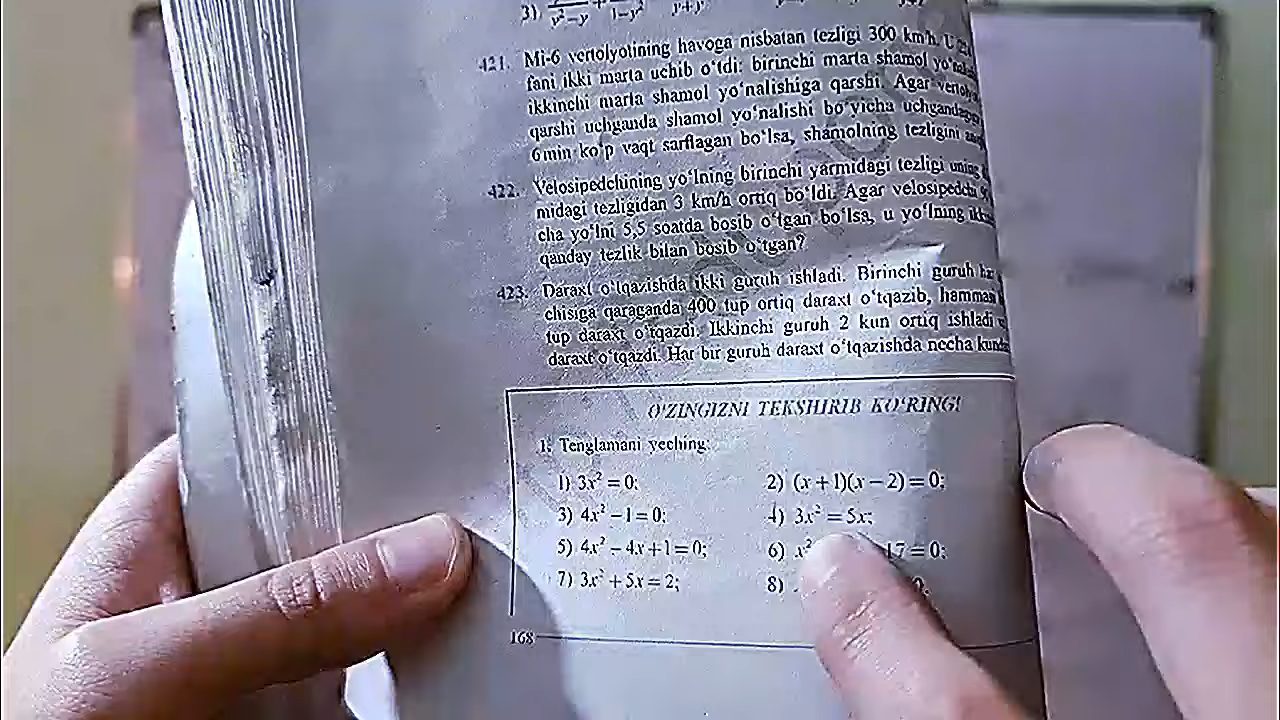 3)
421. Mi-6 vertolyotining havoga nisbatan tezligi 300 km/h. U
fani ikki marta uchib o‘tdi: birinchi marta shamol
ikkinchi marta shamol yo‘nalishiga qarshi. Agar
qarshi uchganda shamol yo‘nalishi bo‘yicha uchgandagi
6 min ko‘p vaqt sarflagan bo‘lsa, shamolning tezligini
422. Velosipedchining yo‘lning birinchi yarmidagi tezligi uning
midagi tezligidan 3 km/h ortiq bo‘ldi. Agar
cha yo‘lni 5,5 soatda bosib o‘tgan bo‘lsa, u yo‘lning
qanday tezlik bilan bosib o‘tgan?
423. Daraxt o‘tqazishda ikki guruh ishladi. Birinchi guruh
chisiga qaraganda 400 tup ortiq daraxt o‘tqazib,
tup daraxt o‘tqazdi. Ikkinchi guruh 2 kun ortiq ishladi
daraxt o‘tqazdi. Har bir guruh daraxt o‘tqazishda necha
O‘ZINGIZNI TEKSHIRIB KO‘RING!
1. Tenglamani yeching:
1) 3x² = 0; 2) (x + 1)(x − 2) = 0;
3) 4x² − 1 = 0; 4) 3x² = 5x;
5) 4x² − 4x + 1 = 0; 6) x² 17 = 0;
7) 3x² + 5x = 2; 8)
168